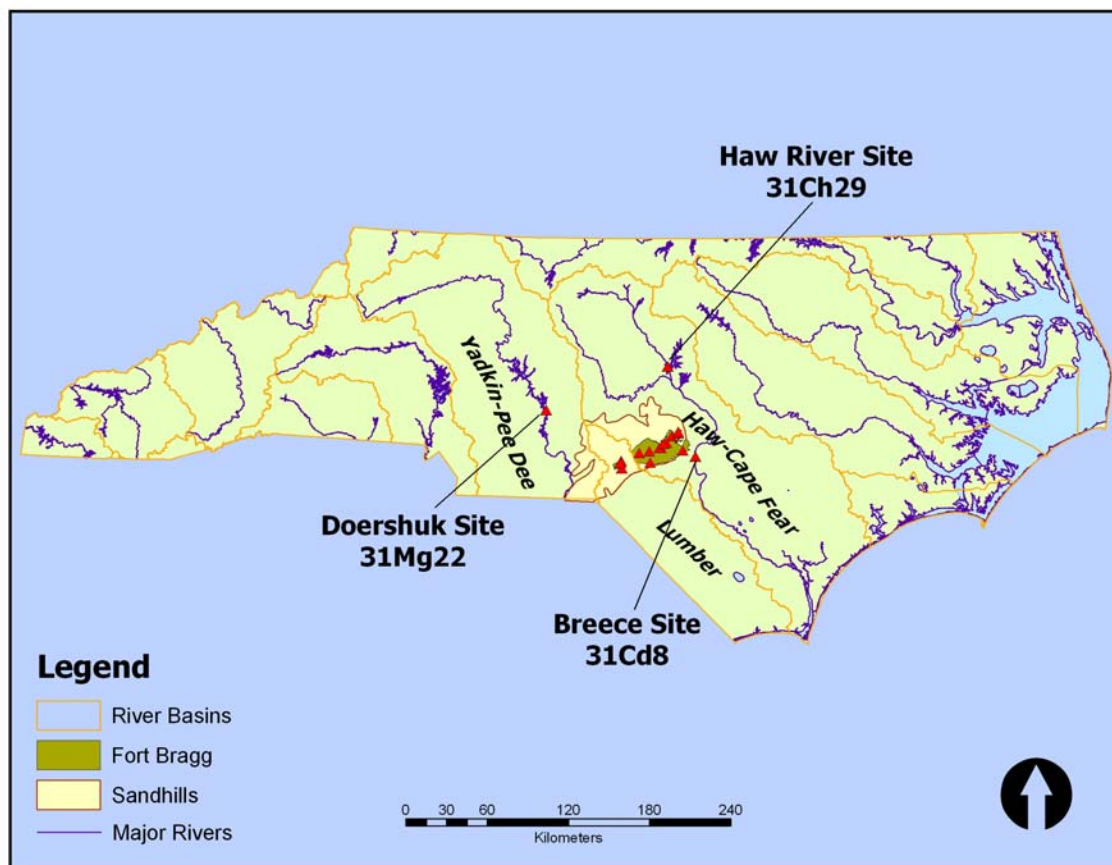 Haw River Site
31Ch29
Yadkin-Pee Dee
Haw-Cape Fear
Lumber
Doershuk Site
31Mg22
Breece Site
31Cd8
Legend
River Basins
Fort Bragg
Sandhills
Major Rivers
0 30 60 120 180 240
Kilometers